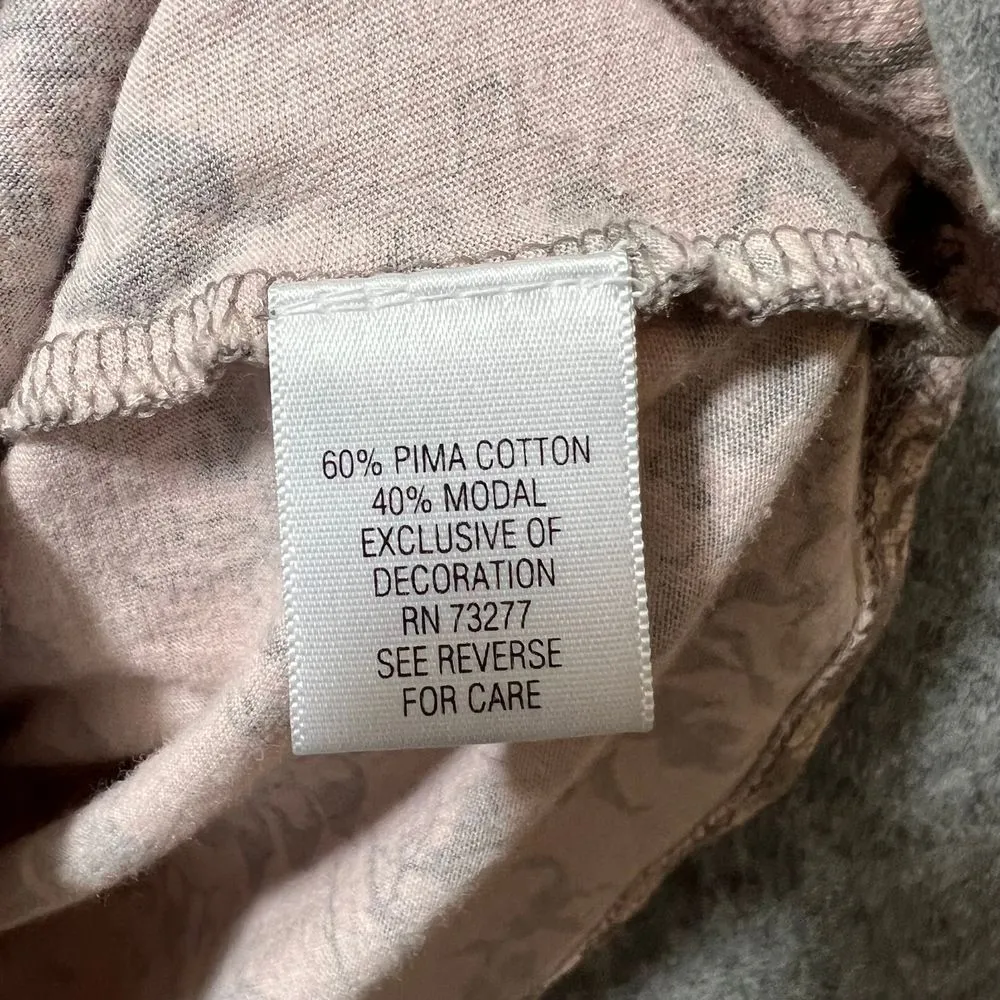 60% PIMA COTTON
40% MODAL
EXCLUSIVE OF
DECORATION
RN 73277
SEE REVERSE
FOR CARE